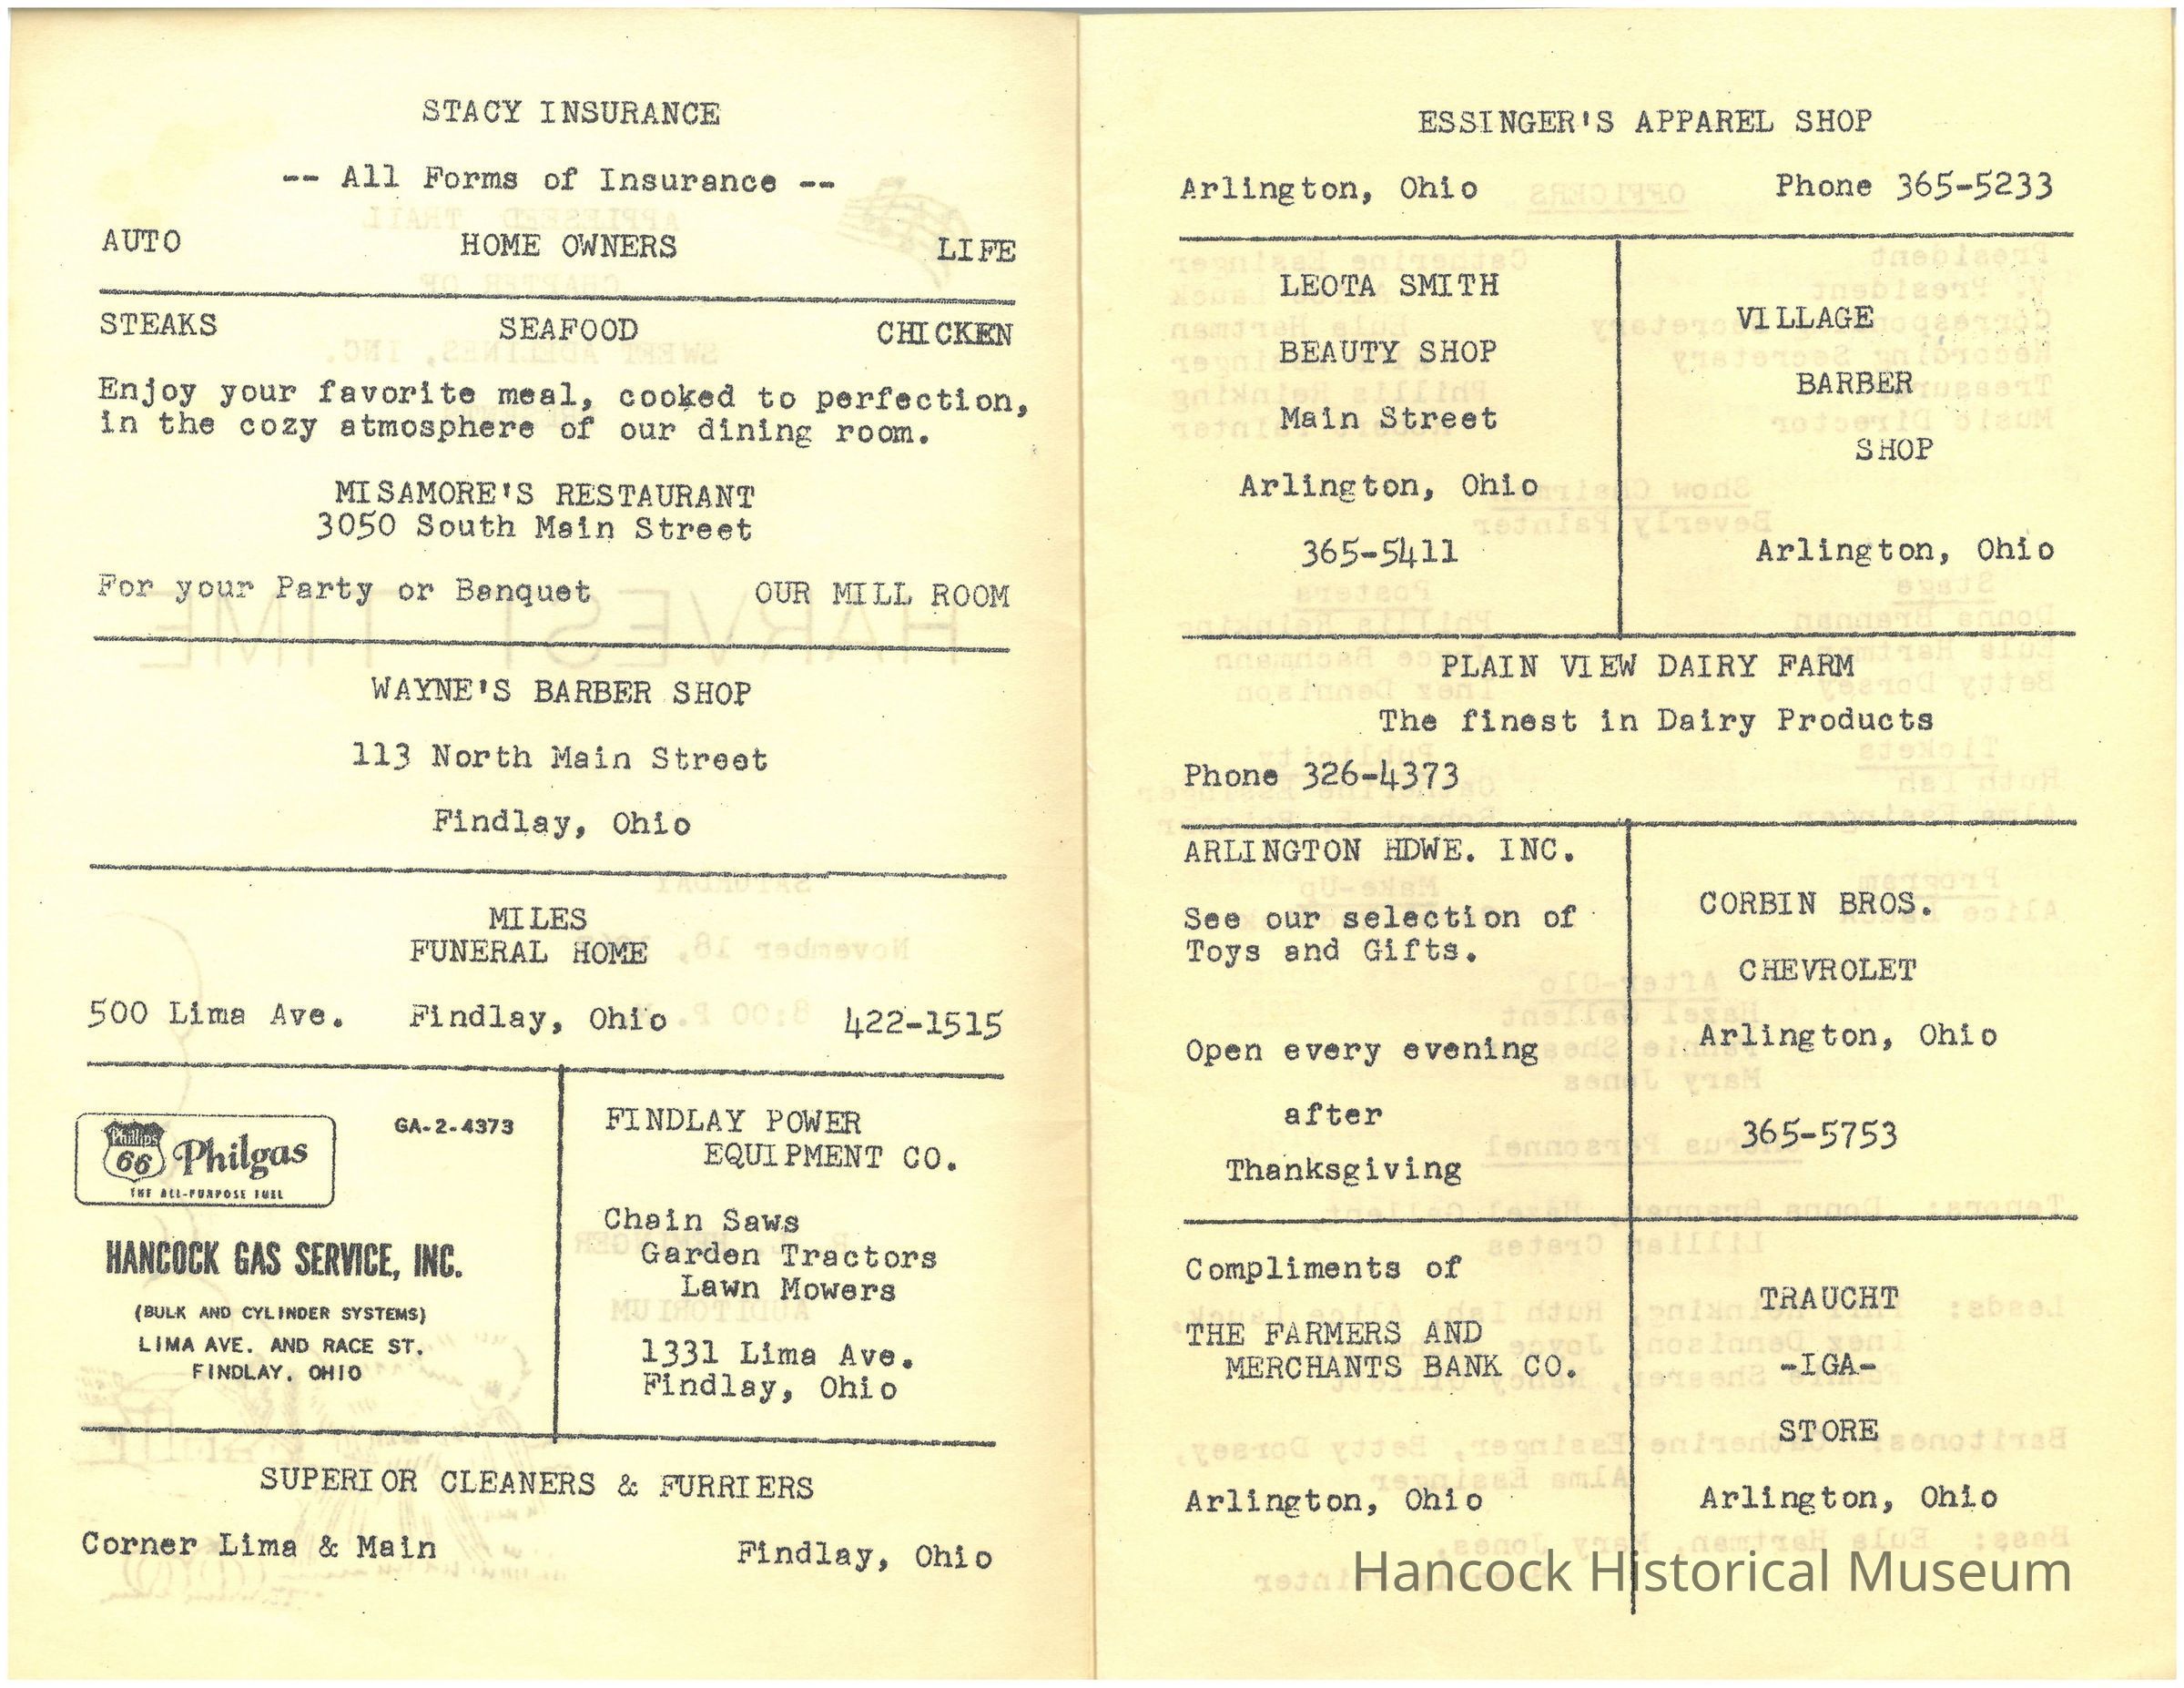 STACY INSURANCE
-- All Forms of Insurance --
AUTO HOME OWNERS LIFE
STEAKS SEAFOOD CHICKEN
Enjoy your favorite meal, cooked to perfection,
in the cozy atmosphere of our dining room.
MISAMORE'S RESTAURANT
3050 South Main Street
For your Party or Banquet OUR MILL ROOM
WAYNE'S BARBER SHOP
113 North Main Street
Findlay, Ohio
MILES
FUNERAL HOME
500 Lima Ave. Findlay, Ohio 422-1515
Phillips
66 Philgas
THE ALL-PURPOSE FUEL
GA-2-4373
HANCOCK GAS SERVICE, INC.
(BULK AND CYLINDER SYSTEMS)
LIMA AVE. AND RACE ST.
FINDLAY, OHIO
FINDLAY POWER
EQUIPMENT CO.
Chain Saws
Garden Tractors
Lawn Mowers
1331 Lima Ave.
Findlay, Ohio
SUPERIOR CLEANERS & FURRIERS
Corner Lima & Main Findlay, Ohio
ESSINGER'S APPAREL SHOP
Arlington, Ohio Phone 365-5233
LEOTA SMITH
BEAUTY SHOP
Main Street
Arlington, Ohio
365-5411
VILLAGE
BARBER
SHOP
Arlington, Ohio
PLAIN VIEW DAIRY FARM
The finest in Dairy Products
Phone 326-4373
ARLINGTON HDWE. INC.
See our selection of
Toys and Gifts.
Open every evening
after
Thanksgiving
CORBIN BROS.
CHEVROLET
Arlington, Ohio
365-5753
Compliments of
THE FARMERS AND
MERCHANTS BANK CO.
Arlington, Ohio
TRAUCHT
-IGA-
STORE
Arlington, Ohio
Hancock Historical Museum